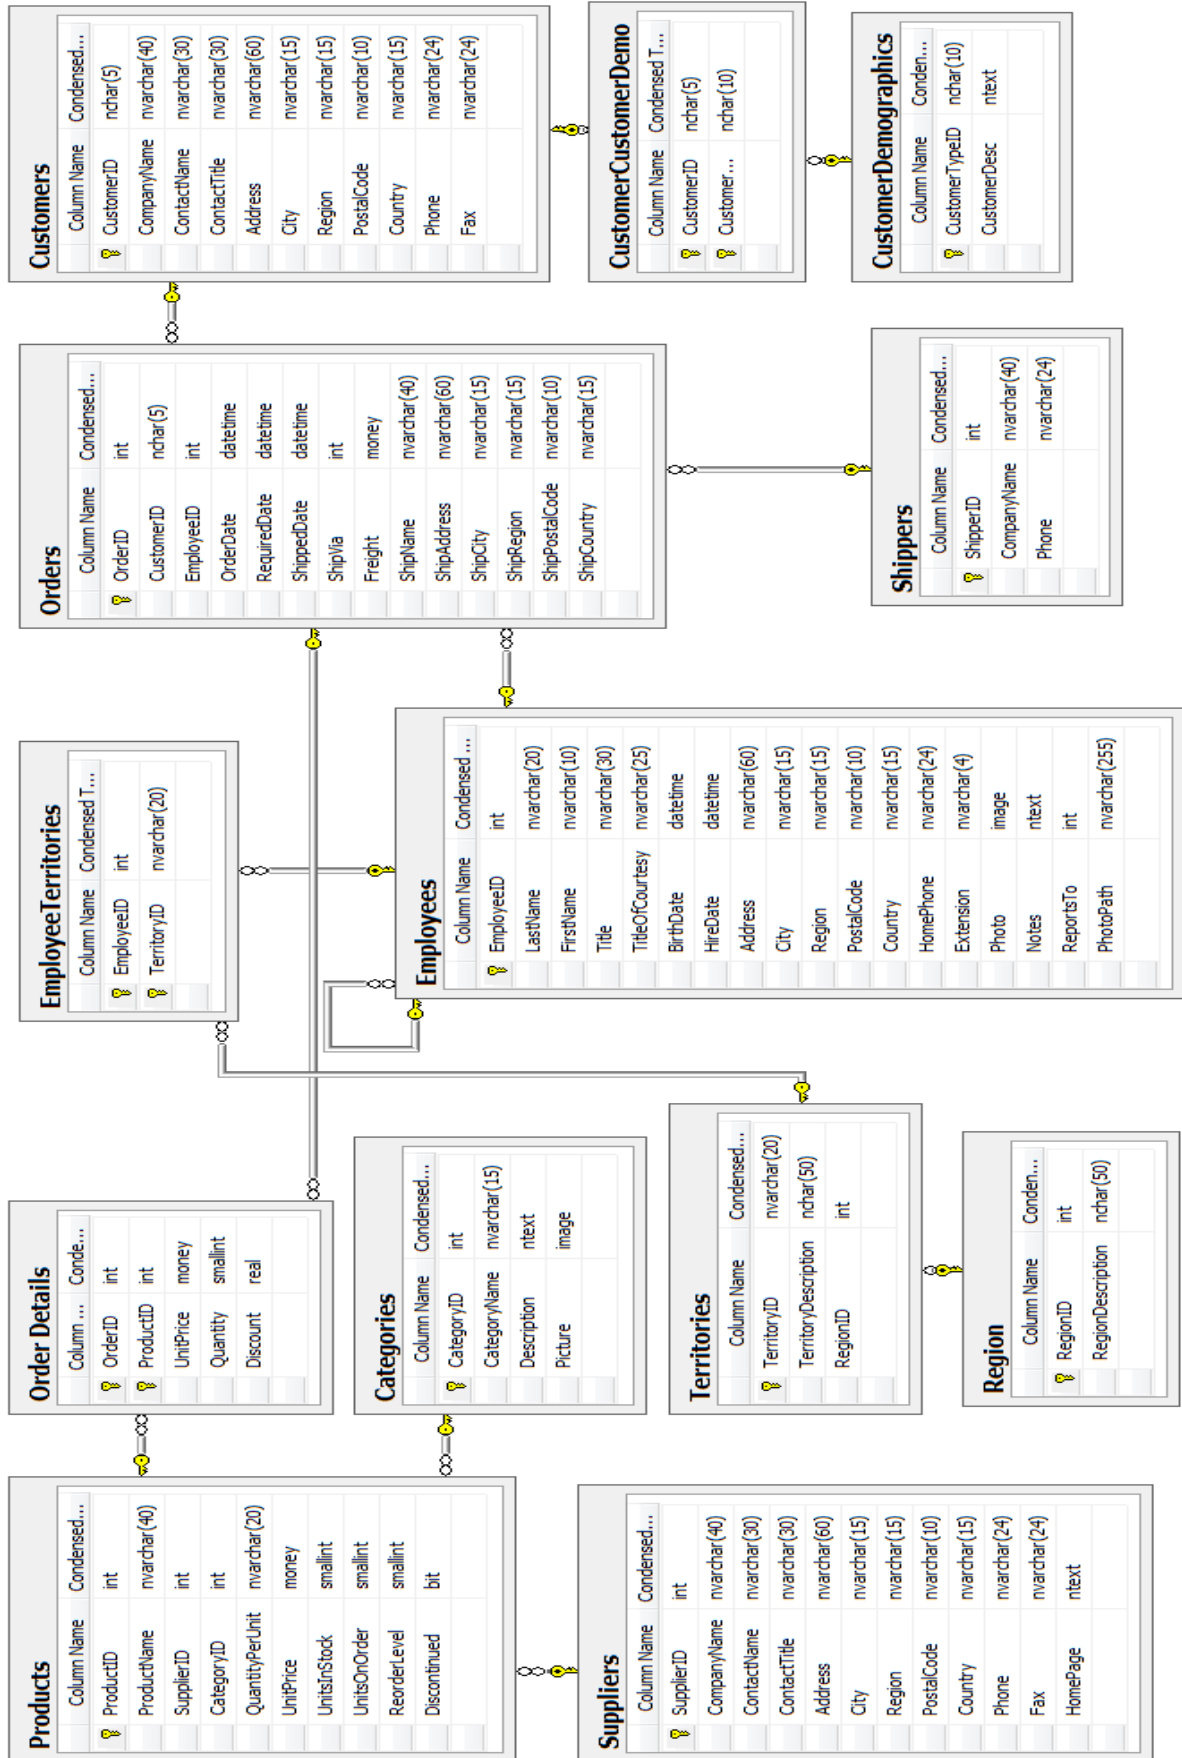 Products
Column Name Condensed...
ProductID int
ProductName nvarchar(40)
SupplierID int
CategoryID int
QuantityPerUnit nvarchar(20)
UnitPrice money
UnitsInStock smallint
UnitsOnOrder smallint
ReorderLevel smallint
Discontinued bit
Order Details
Column ... Conde...
OrderID int
ProductID int
UnitPrice money
Quantity smallint
Discount real
EmployeeTerritories
Column Name Condensed T...
EmployeeID int
TerritoryID nvarchar(20)
Orders
Column Name Condensed...
OrderID int
CustomerID nchar(5)
EmployeeID int
OrderDate datetime
RequiredDate datetime
ShippedDate datetime
ShipVia int
Freight money
ShipName nvarchar(40)
ShipAddress nvarchar(60)
ShipCity nvarchar(15)
ShipRegion nvarchar(15)
ShipPostalCode nvarchar(10)
ShipCountry nvarchar(15)
Customers
Column Name Condensed...
CustomerID nchar(5)
CompanyName nvarchar(40)
ContactName nvarchar(30)
ContactTitle nvarchar(30)
Address nvarchar(60)
City nvarchar(15)
Region nvarchar(15)
PostalCode nvarchar(10)
Country nvarchar(15)
Phone nvarchar(24)
Fax nvarchar(24)
Categories
Column Name Condensed...
CategoryID int
CategoryName nvarchar(15)
Description ntext
Picture image
Employees
Column Name Condensed ...
EmployeeID int
LastName nvarchar(20)
FirstName nvarchar(10)
Title nvarchar(30)
TitleOfCourtesy nvarchar(25)
BirthDate datetime
HireDate datetime
Address nvarchar(60)
City nvarchar(15)
Region nvarchar(15)
PostalCode nvarchar(10)
Country nvarchar(15)
HomePhone nvarchar(24)
Extension nvarchar(4)
Photo image
Notes ntext
ReportsTo int
PhotoPath nvarchar(255)
CustomerCustomerDemo
Column Name Condensed T...
CustomerID nchar(5)
Customer... nchar(10)
Suppliers
Column Name Condensed...
SupplierID int
CompanyName nvarchar(40)
ContactName nvarchar(30)
ContactTitle nvarchar(30)
Address nvarchar(60)
City nvarchar(15)
Region nvarchar(15)
PostalCode nvarchar(10)
Country nvarchar(15)
Phone nvarchar(24)
Fax nvarchar(24)
HomePage ntext
Territories
Column Name Condensed...
TerritoryID nvarchar(20)
TerritoryDescription nchar(50)
RegionID int
Shippers
Column Name Condensed...
ShipperID int
CompanyName nvarchar(40)
Phone nvarchar(24)
CustomerDemographics
Column Name Conden...
CustomerTypeID nchar(10)
CustomerDesc ntext
Region
Column Name Conden...
RegionID int
RegionDescription nchar(50)